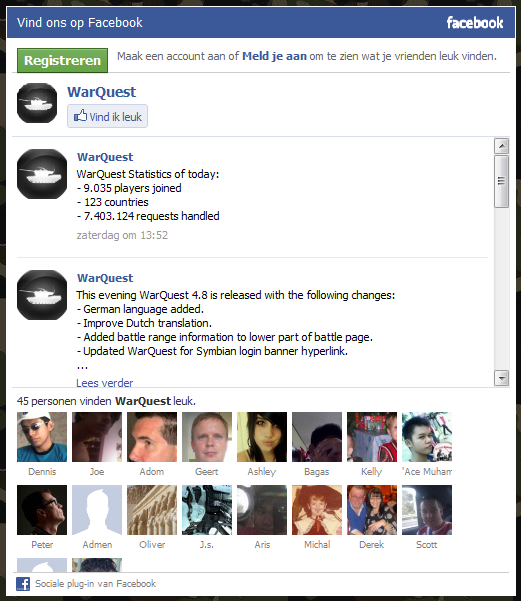 Vind ons op Facebook
facebook
Registreren
Maak een account aan of Meld je aan om te zien wat je vrienden leuk vinden.
WarQuest
Vind ik leuk
WarQuest
WarQuest Statistics of today:
- 9.035 players joined
- 123 countries
- 7.403.124 requests handled
zaterdag om 13:52
WarQuest
This evening WarQuest 4.8 is released with the following changes:
- German language added.
- Improve Dutch translation.
- Added battle range information to lower part of battle page.
- Updated WarQuest for Symbian login banner hyperlink.
...
Lees verder
45 personen vinden WarQuest leuk.
Dennis Joe Adom Geert Ashley Bagas Kelly 'Ace Muham
Peter Admen Oliver J.s. Aris Michal Derek Scott
Sociale plug-in van Facebook